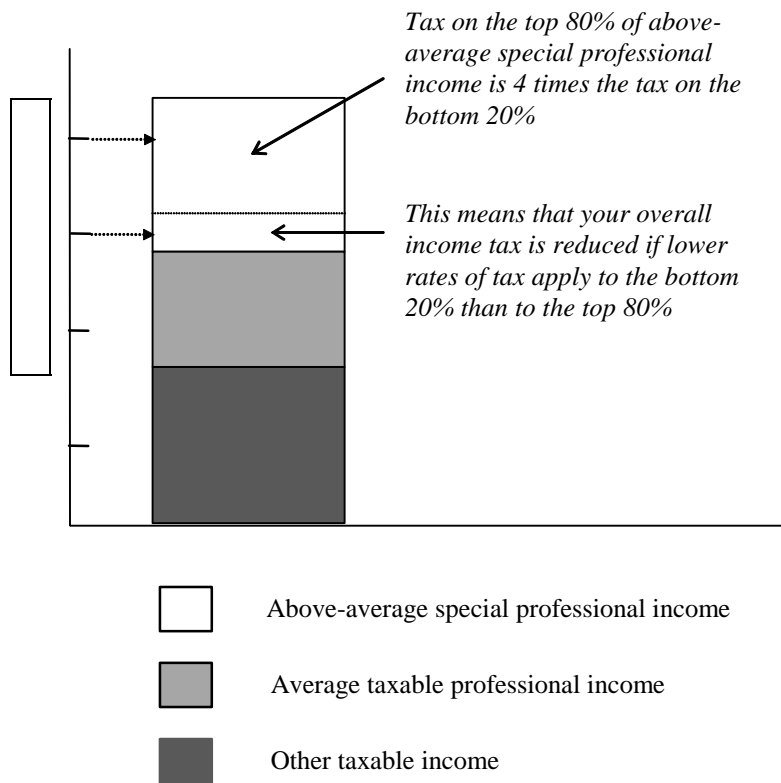 Tax on the top 80% of above-
average special professional
income is 4 times the tax on the
bottom 20%
This means that your overall
income tax is reduced if lower
rates of tax apply to the bottom
20% than to the top 80%
Above-average special professional income
Average taxable professional income
Other taxable income